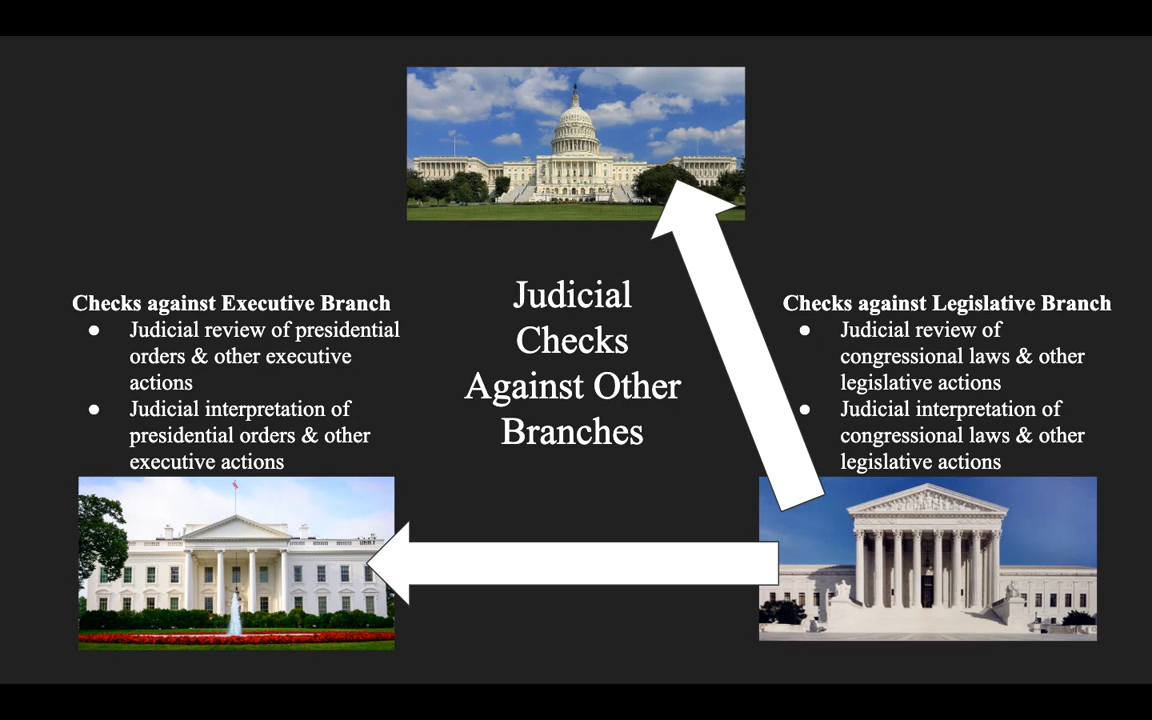 Judicial
Checks
Against Other
Branches
Checks against Executive Branch
● Judicial review of presidential
orders & other executive
actions
● Judicial interpretation of
presidential orders & other
executive actions
Checks against Legislative Branch
● Judicial review of
congressional laws & other
legislative actions
● Judicial interpretation of
congressional laws & other
legislative actions